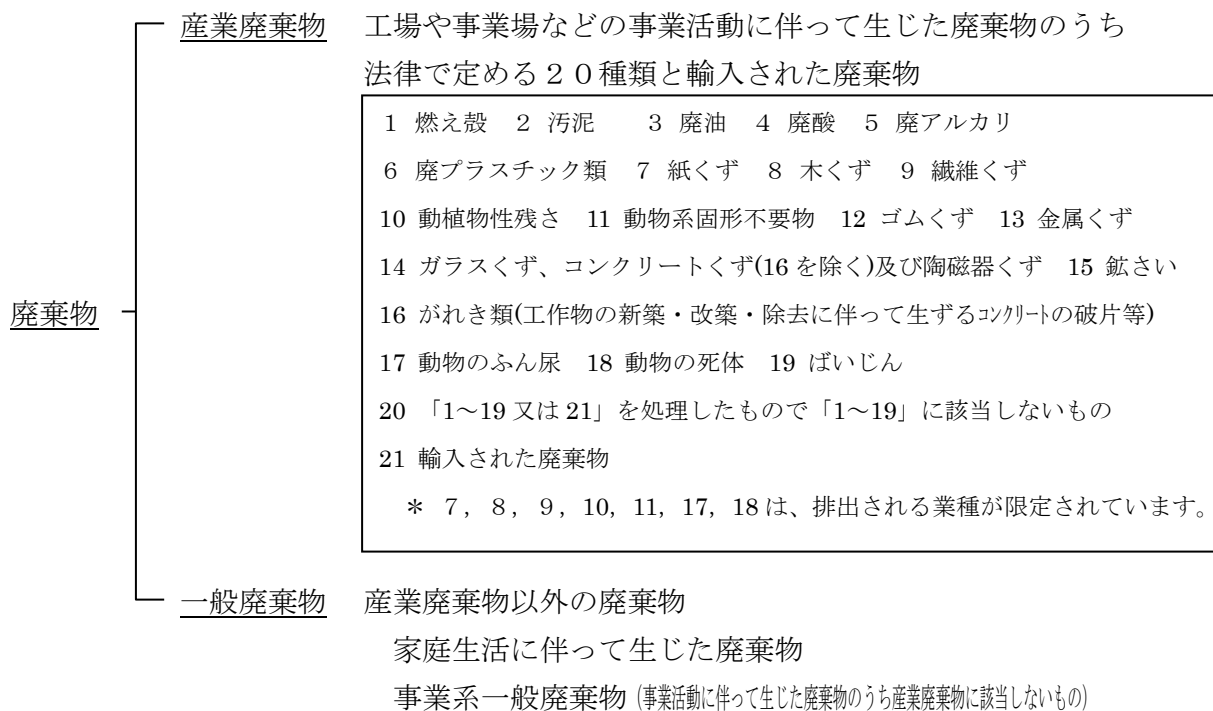 産業廃棄物 工場や事業場などの事業活動に伴って生じた廃棄物のうち
法律で定める２０種類と輸入された廃棄物
1 燃え殻 2 汚泥 3 廃油 4 廃酸 5 廃アルカリ
6 廃プラスチック類 7 紙くず 8 木くず 9 繊維くず
10 動植物性残さ 11 動物系固形不要物 12 ゴムくず 13 金属くず
14 ガラスくず、コンクリートくず(16を除く)及び陶磁器くず 15 鉱さい
廃棄物
16 がれき類(工作物の新築・改築・除去に伴って生ずるｺﾝｸﾘｰﾄの破片等)
17 動物のふん尿 18 動物の死体 19 ばいじん
20 「1～19又は21」を処理したもので「1～19」に該当しないもの
21 輸入された廃棄物
＊ ７，８，９，10，11，17，18は、排出される業種が限定されています。
一般廃棄物 産業廃棄物以外の廃棄物
家庭生活に伴って生じた廃棄物
事業系一般廃棄物(事業活動に伴って生じた廃棄物のうち産業廃棄物に該当しないもの)